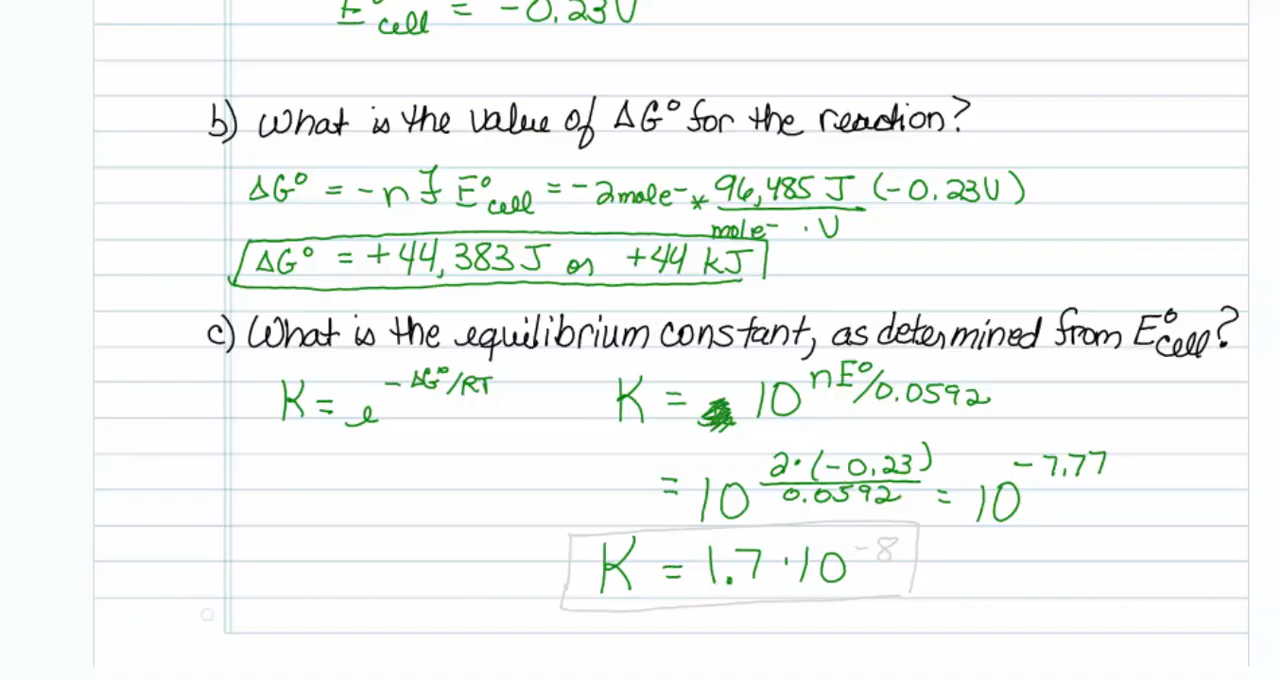 E°cell = -0.23V
b) What is the value of ΔG° for the reaction?
ΔG° = -nƑE°cell = -2mole⁻ * 96,485 J / mole⁻ · V (-0.23V)
ΔG° = +44,383 J or +44 kJ
c) What is the equilibrium constant, as determined from E°cell?
K = e^-ΔG°/RT K = 10^nE°/0.0592
= 10^2·(-0.23)/0.0592 = 10^-7.77
K = 1.7·10^-8